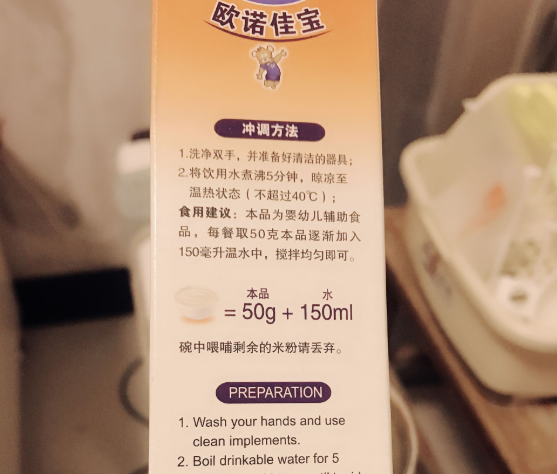 欧诺佳宝
冲调方法
1.洗净双手，并准备好清洁的器具；
2.将饮用水煮沸5分钟，晾凉至
温热状态（不超过40℃）；
食用建议：本品为婴幼儿辅助食
品，每餐取50克本品逐渐加入
150毫升温水中，搅拌均匀即可。
本品 水
= 50g + 150ml
碗中喂哺剩余的米粉请丢弃。
PREPARATION
1. Wash your hands and use
clean implements.
2. Boil drinkable water for 5